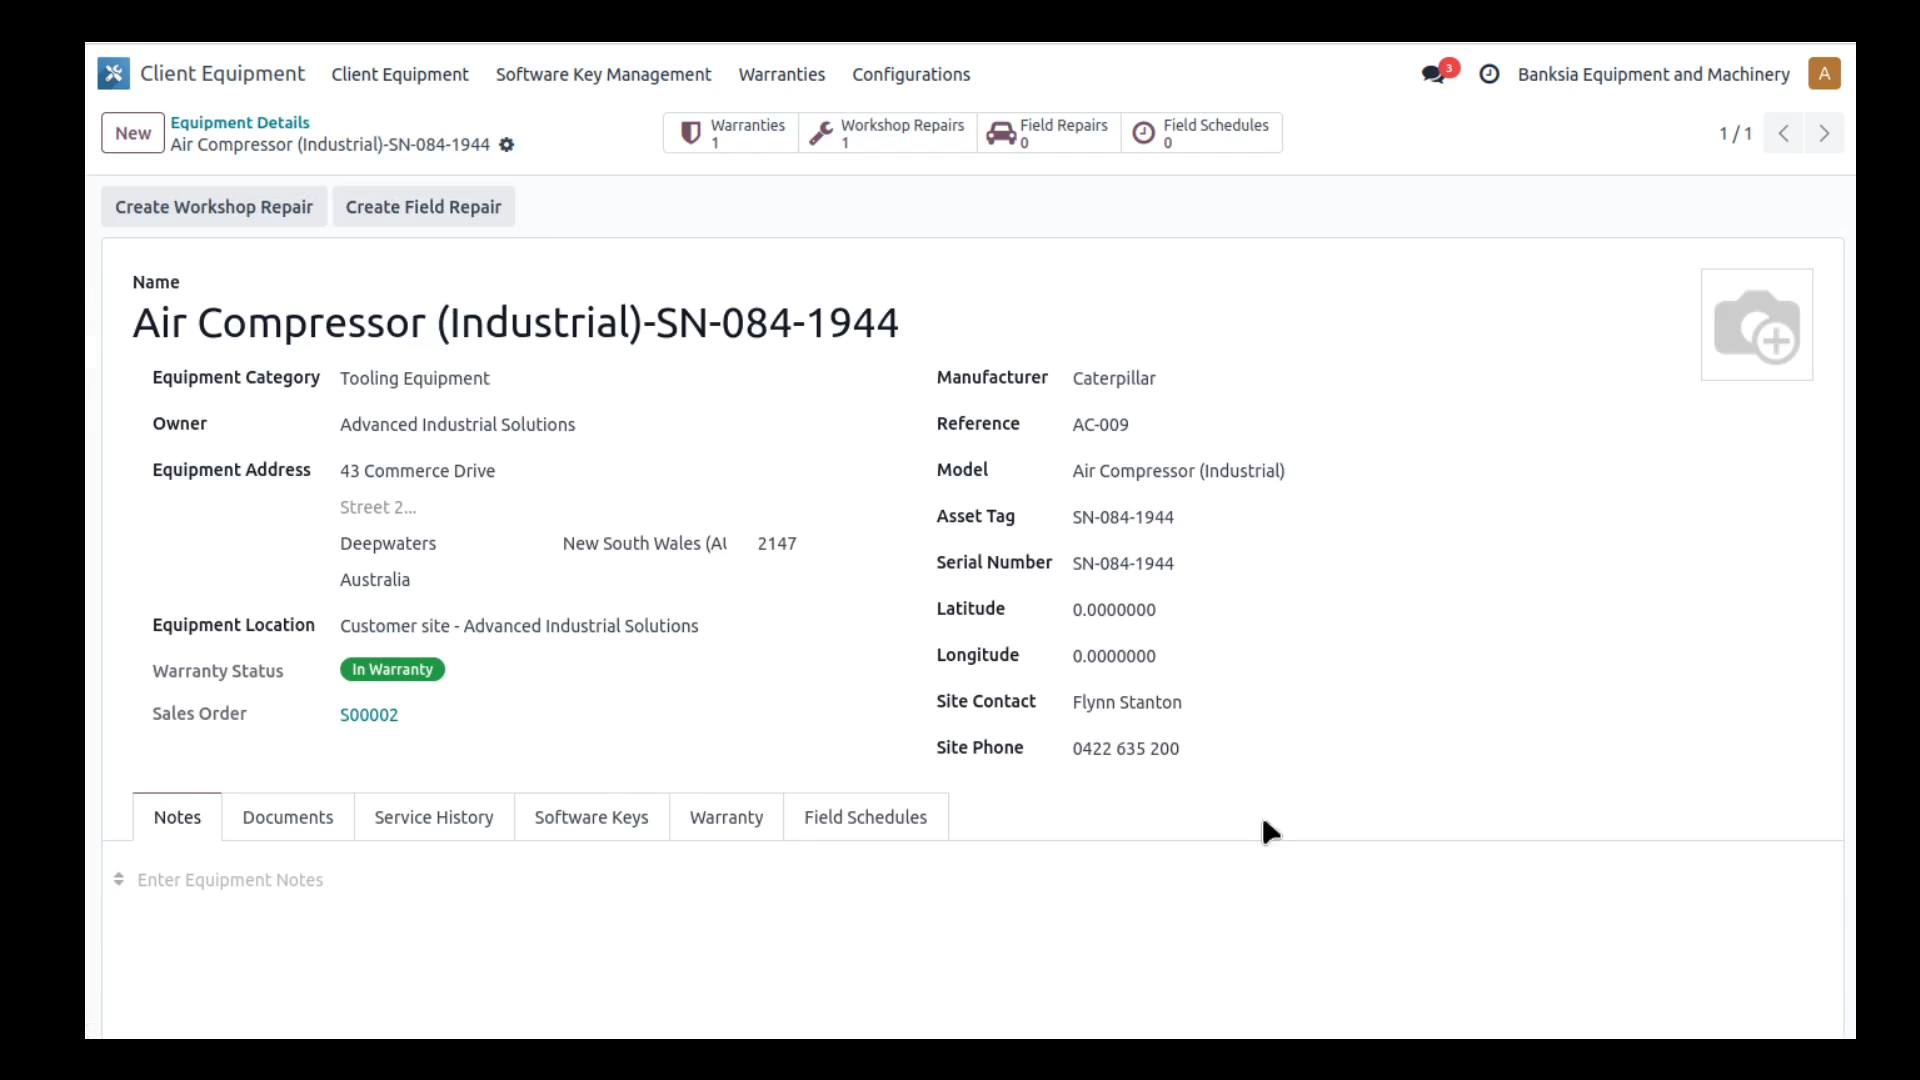 Client Equipment Client Equipment Software Key Management Warranties Configurations 3 Banksia Equipment and Machinery A
New Equipment Details
Air Compressor (Industrial)-SN-084-1944
Warranties 1 Workshop Repairs 1 Field Repairs 0 Field Schedules 0 1 / 1
Create Workshop Repair Create Field Repair
Name
Air Compressor (Industrial)-SN-084-1944
Equipment Category Tooling Equipment
Owner Advanced Industrial Solutions
Equipment Address 43 Commerce Drive
Street 2...
Deepwaters New South Wales (AU 2147
Australia
Equipment Location Customer site - Advanced Industrial Solutions
Warranty Status In Warranty
Sales Order S00002
Manufacturer Caterpillar
Reference AC-009
Model Air Compressor (Industrial)
Asset Tag SN-084-1944
Serial Number SN-084-1944
Latitude 0.0000000
Longitude 0.0000000
Site Contact Flynn Stanton
Site Phone 0422 635 200
Notes Documents Service History Software Keys Warranty Field Schedules
Enter Equipment Notes